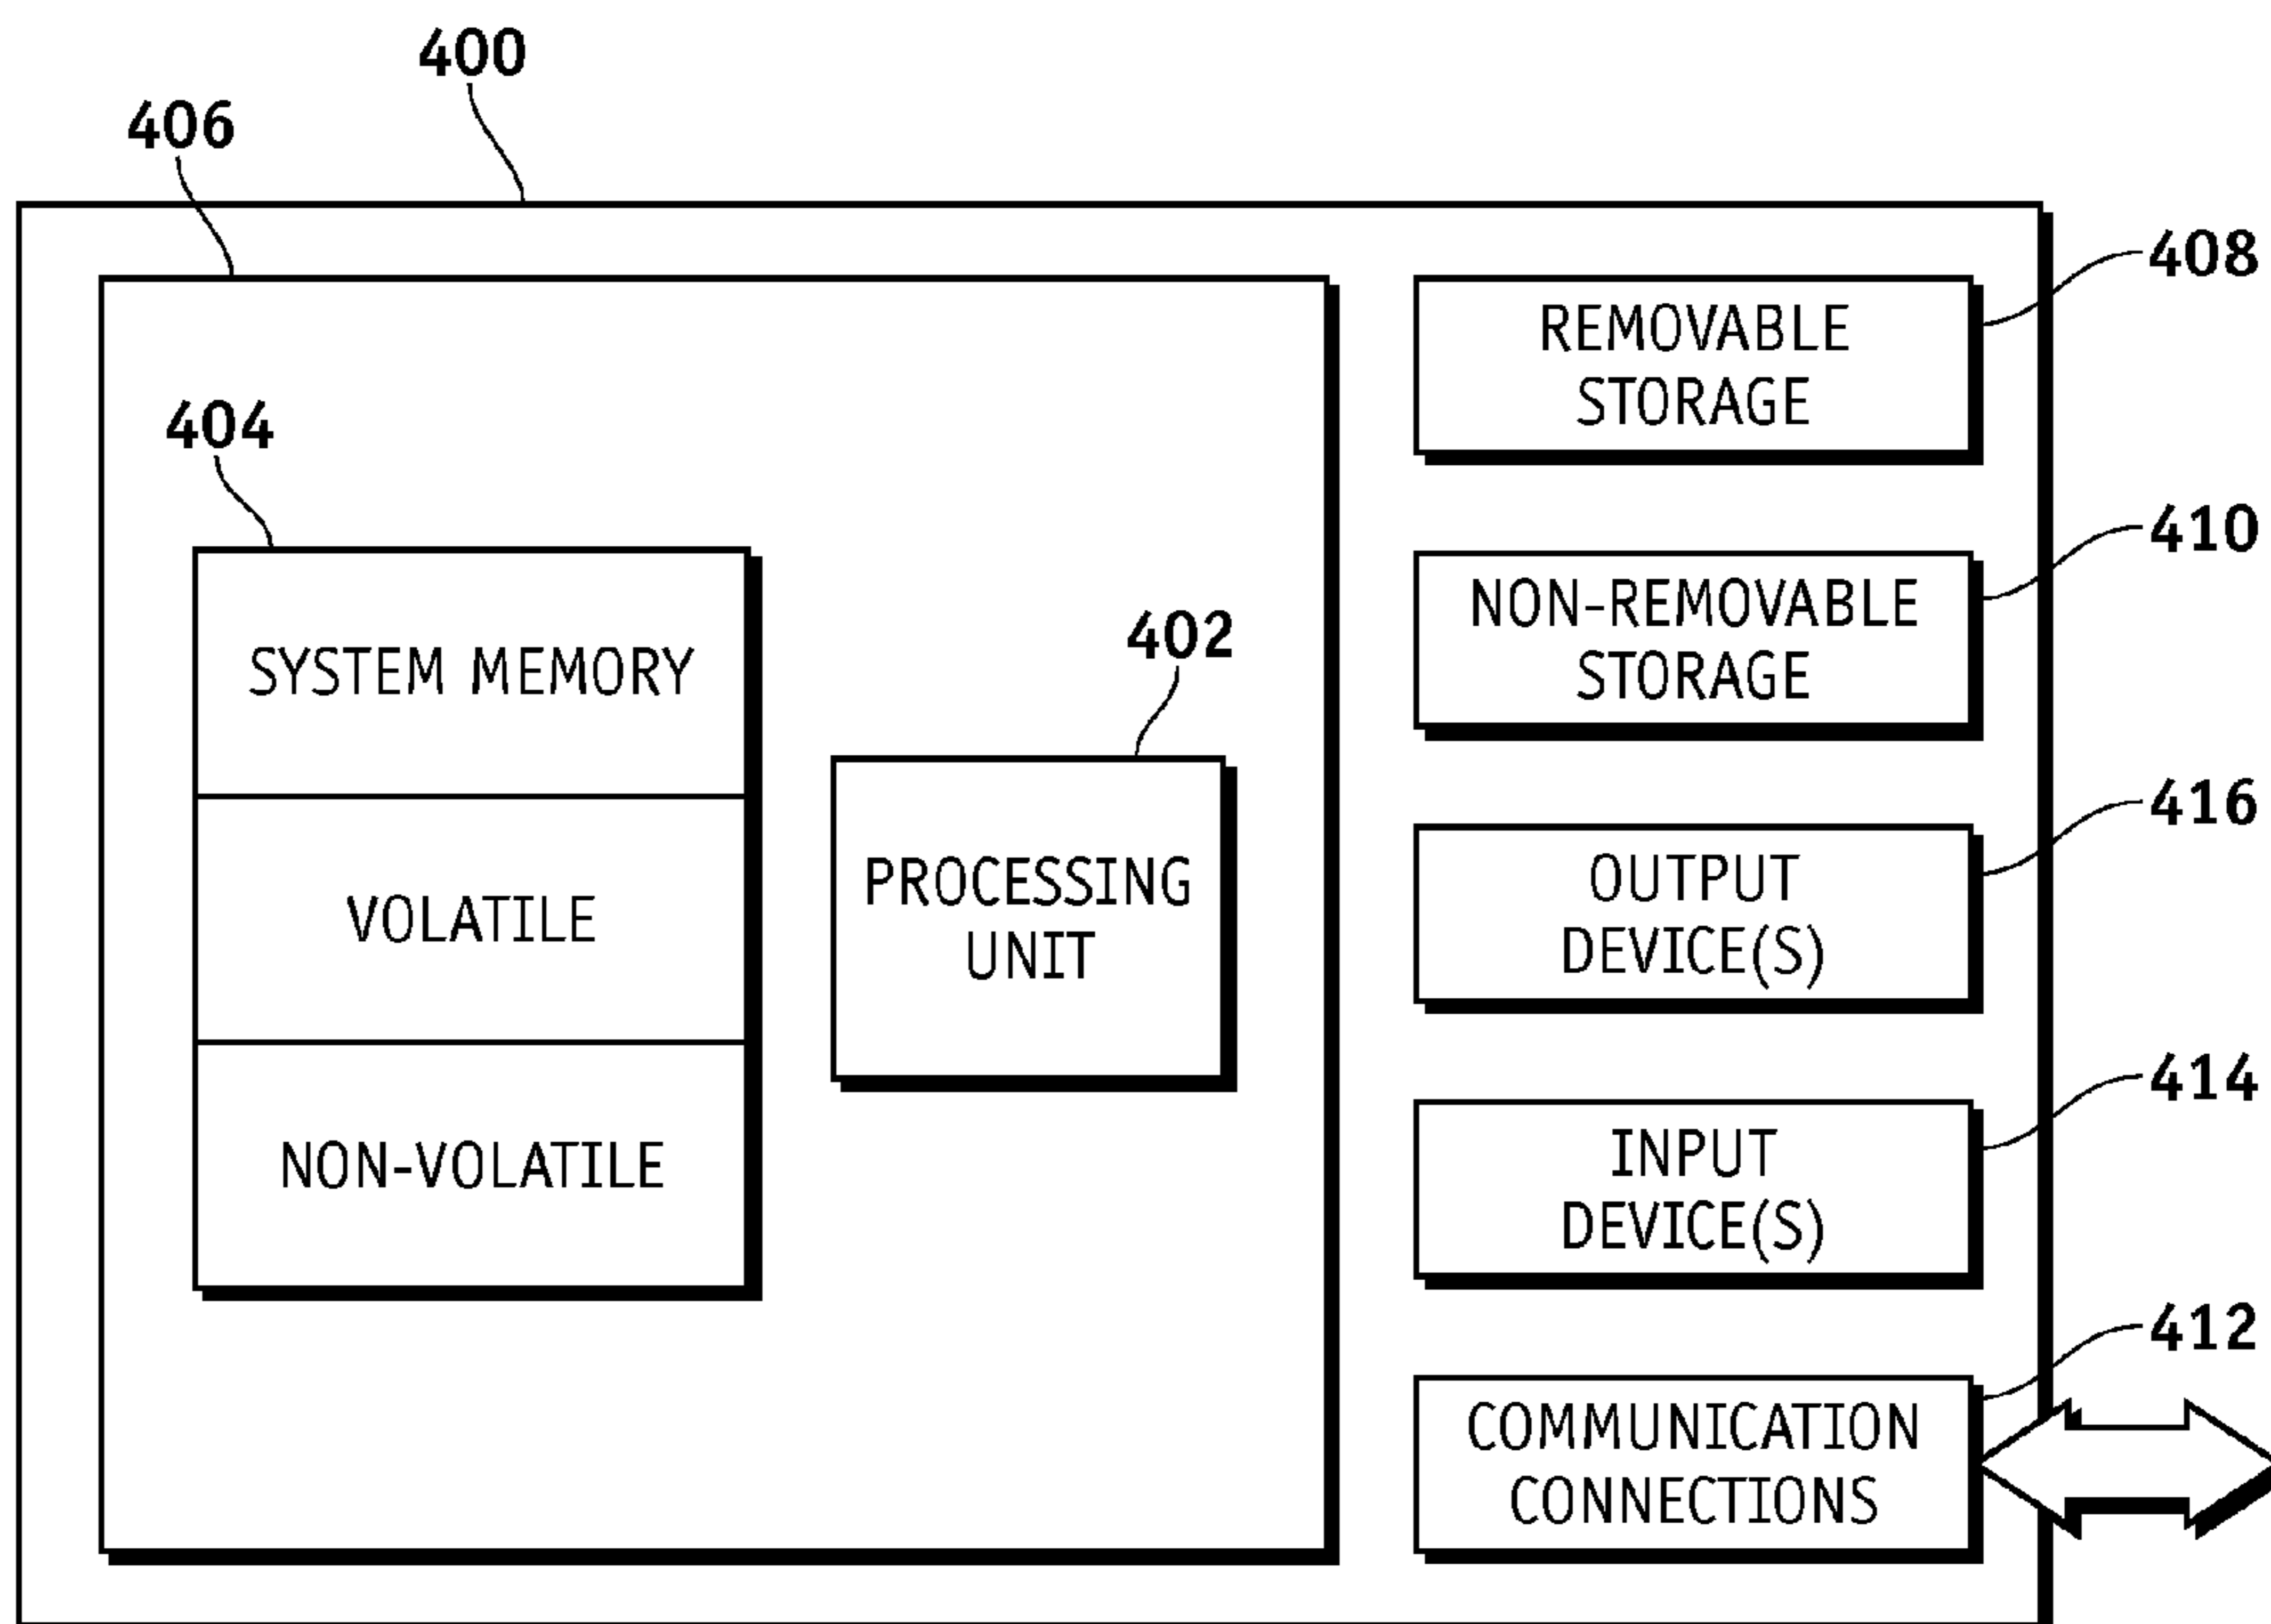 400
406
404
SYSTEM MEMORY
VOLATILE
NON-VOLATILE
402
PROCESSING
UNIT
408
REMOVABLE
STORAGE
410
NON-REMOVABLE
STORAGE
416
OUTPUT
DEVICE(S)
414
INPUT
DEVICE(S)
412
COMMUNICATION
CONNECTIONS